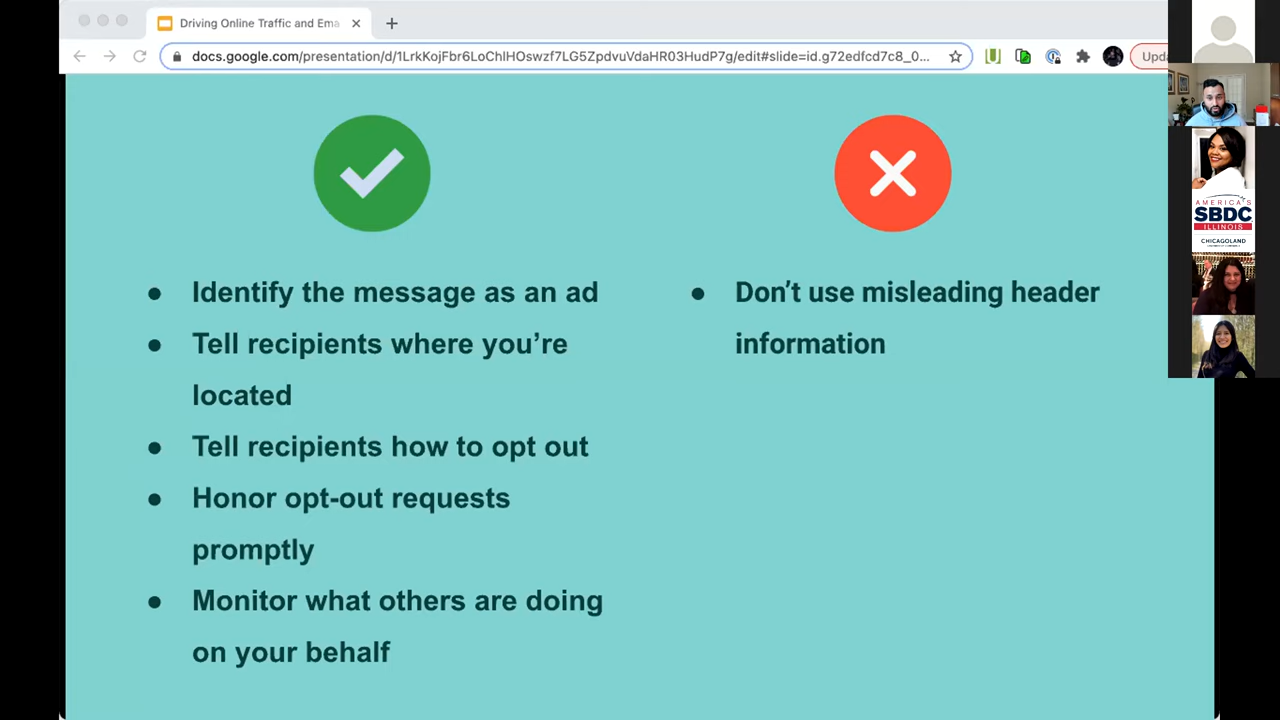 Driving Online Traffic and Ema
docs.google.com/presentation/d/1LrkKojFbr6LoChlHOswzf7LG5ZpdvuVdaHR03HudP7g/edit#slide=id.g72edfcd7c8_0...
Upda
Identify the message as an ad
Tell recipients where you’re
located
Tell recipients how to opt out
Honor opt-out requests
promptly
Monitor what others are doing
on your behalf
Don’t use misleading header
information
AMERICA'S
SBDC
ILLINOIS
CHICAGOLAND